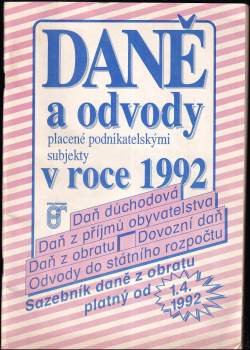 DANĚ
a odvody
placené podnikatelskými
subjekty
v roce 1992
Daň důchodová
Daň z příjmů obyvatelstva
Daň z obratu Dovozní daň
Odvody do státního rozpočtu
Sazebník daně z obratu
platný od 1.4.
1992